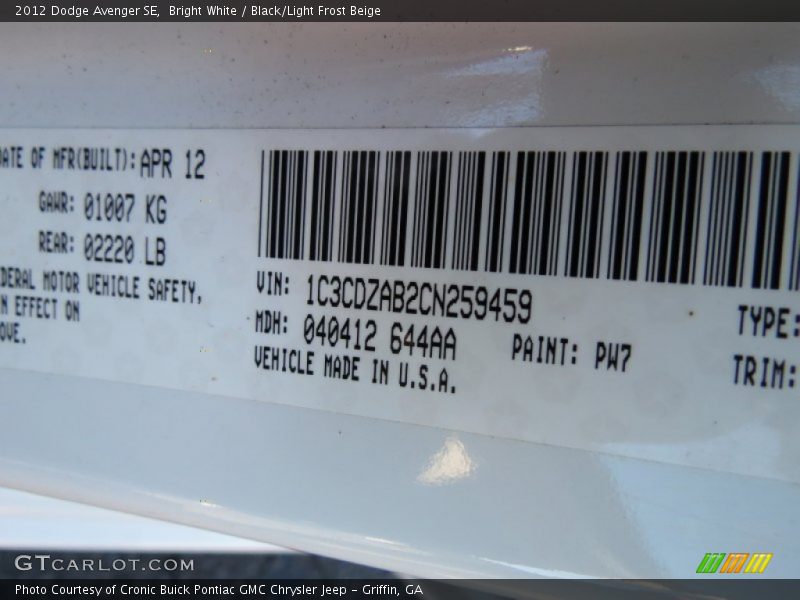 2012 Dodge Avenger SE,  Bright White / Black/Light Frost Beige
DATE OF MFR(BUILT): APR 12
GAWR: 01007 KG
REAR: 02220 LB
MOTOR VEHICLE SAFETY,
IN EFFECT ON
VIN: 1C3CDZAB2CN259459
MDH: 040412 644AA
PAINT: PW7
VEHICLE MADE IN U.S.A.
TYPE:
TRIM:
GTCARLOT.COM
Photo Courtesy of Cronic Buick Pontiac GMC Chrysler Jeep – Griffin, GA